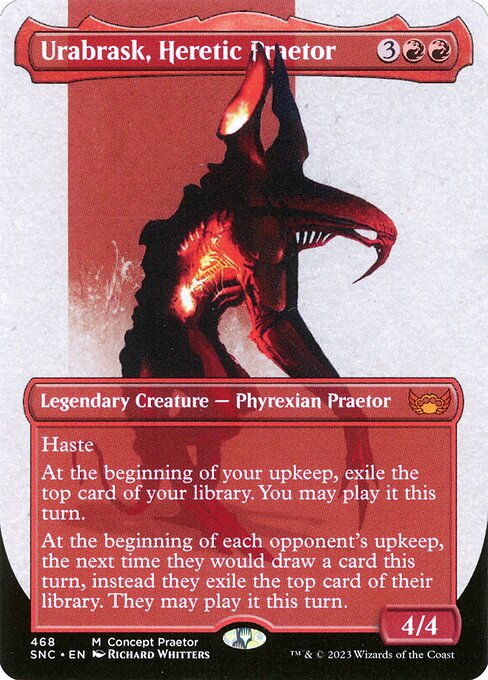 Urabrask, Heretic Praetor 3
Legendary Creature — Phyrexian Praetor
Haste
At the beginning of your upkeep, exile the
top card of your library. You may play it this
turn.
At the beginning of each opponent's upkeep,
the next time they would draw a card this
turn, instead they exile the top card of their
library. They may play it this turn.
4/4
468 M Concept Praetor
SNC • EN Richard Whitters
™ & © 2023 Wizards of the Coast